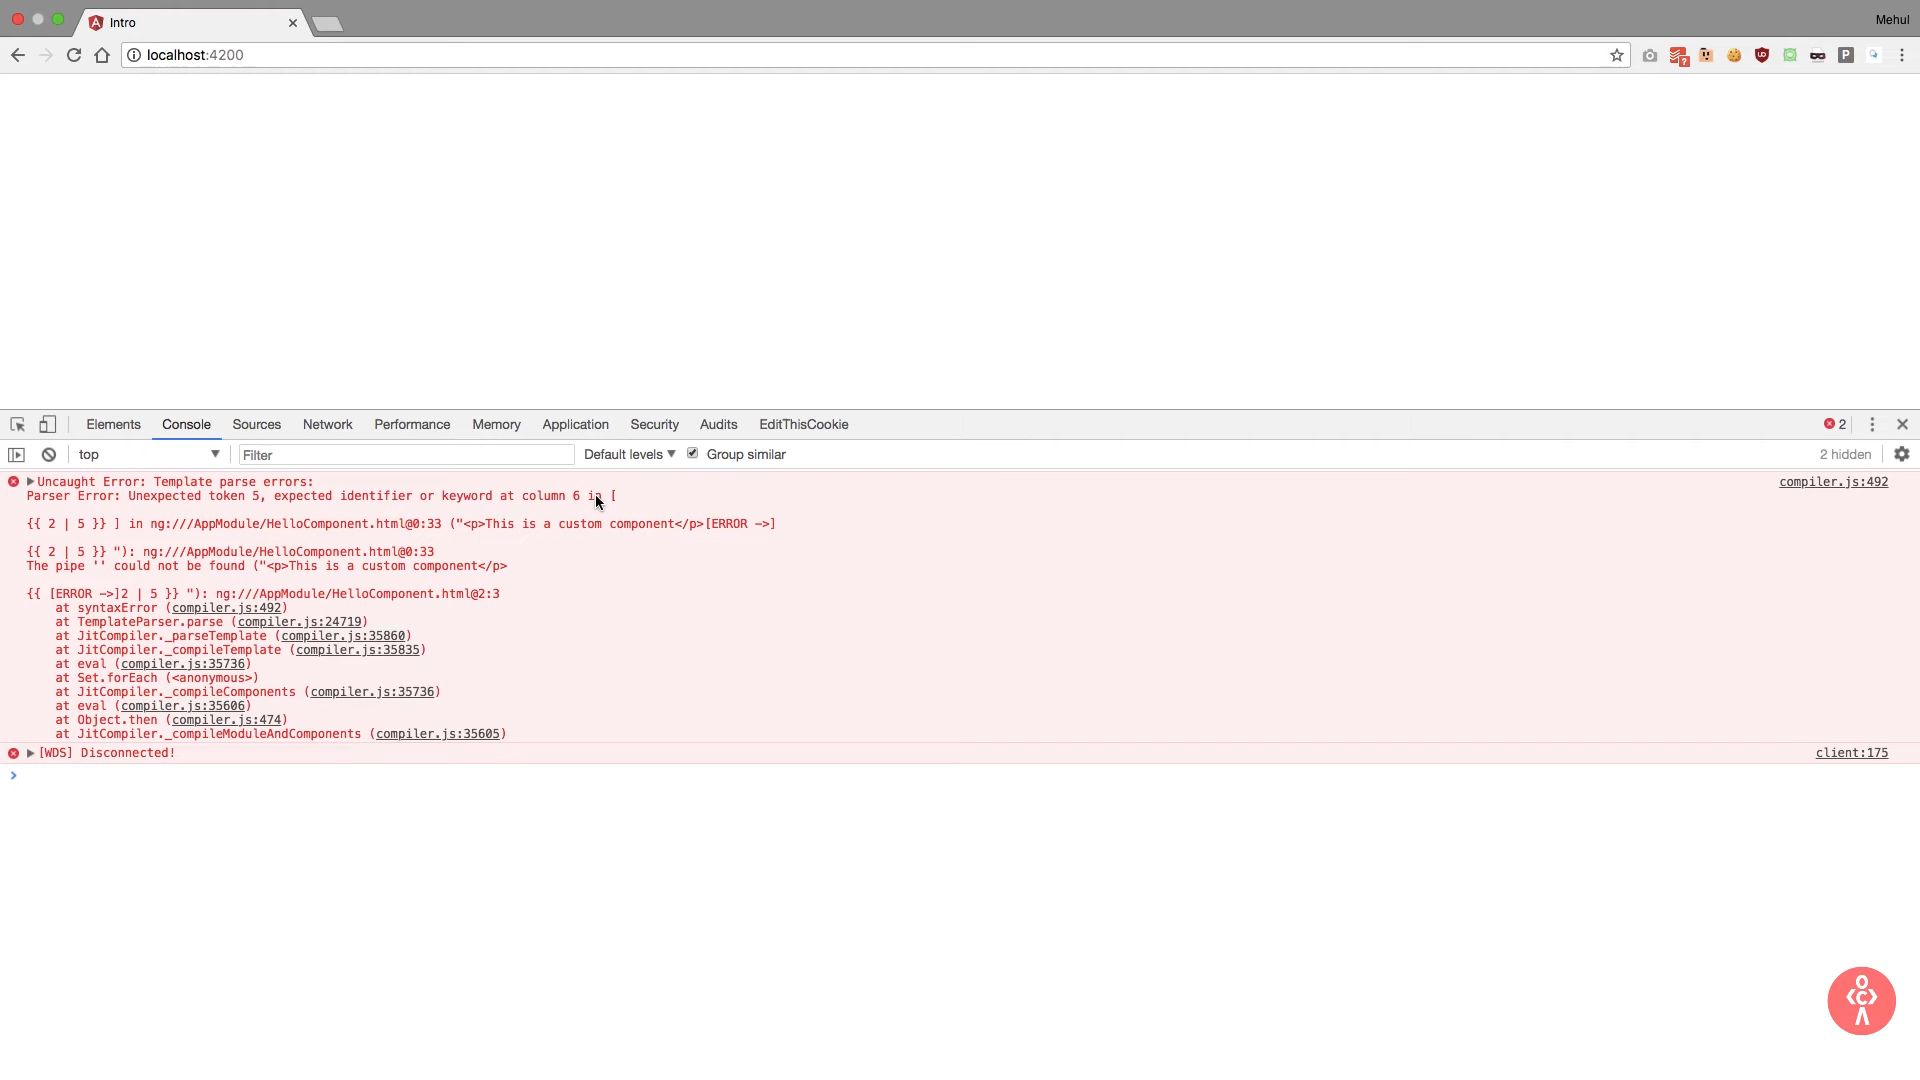 Intro
Mehul
localhost:4200
Elements Console Sources Network Performance Memory Application Security Audits EditThisCookie 2
top Filter Default levels Group similar 2 hidden
Uncaught Error: Template parse errors: compiler.js:492
Parser Error: Unexpected token 5, expected identifier or keyword at column 6 in [
{{ 2 | 5 }} ] in ng:///AppModule/HelloComponent.html@0:33 ("<p>This is a custom component</p>[ERROR ->]
{{ 2 | 5 }} "): ng:///AppModule/HelloComponent.html@0:33
The pipe '' could not be found ("<p>This is a custom component</p>
{{ [ERROR ->]2 | 5 }} "): ng:///AppModule/HelloComponent.html@2:3
at syntaxError (compiler.js:492)
at TemplateParser.parse (compiler.js:24719)
at JitCompiler._parseTemplate (compiler.js:35860)
at JitCompiler._compileTemplate (compiler.js:35835)
at eval (compiler.js:35736)
at Set.forEach (<anonymous>)
at JitCompiler._compileComponents (compiler.js:35736)
at eval (compiler.js:35606)
at Object.then (compiler.js:474)
at JitCompiler._compileModuleAndComponents (compiler.js:35605)
[WDS] Disconnected! client:175